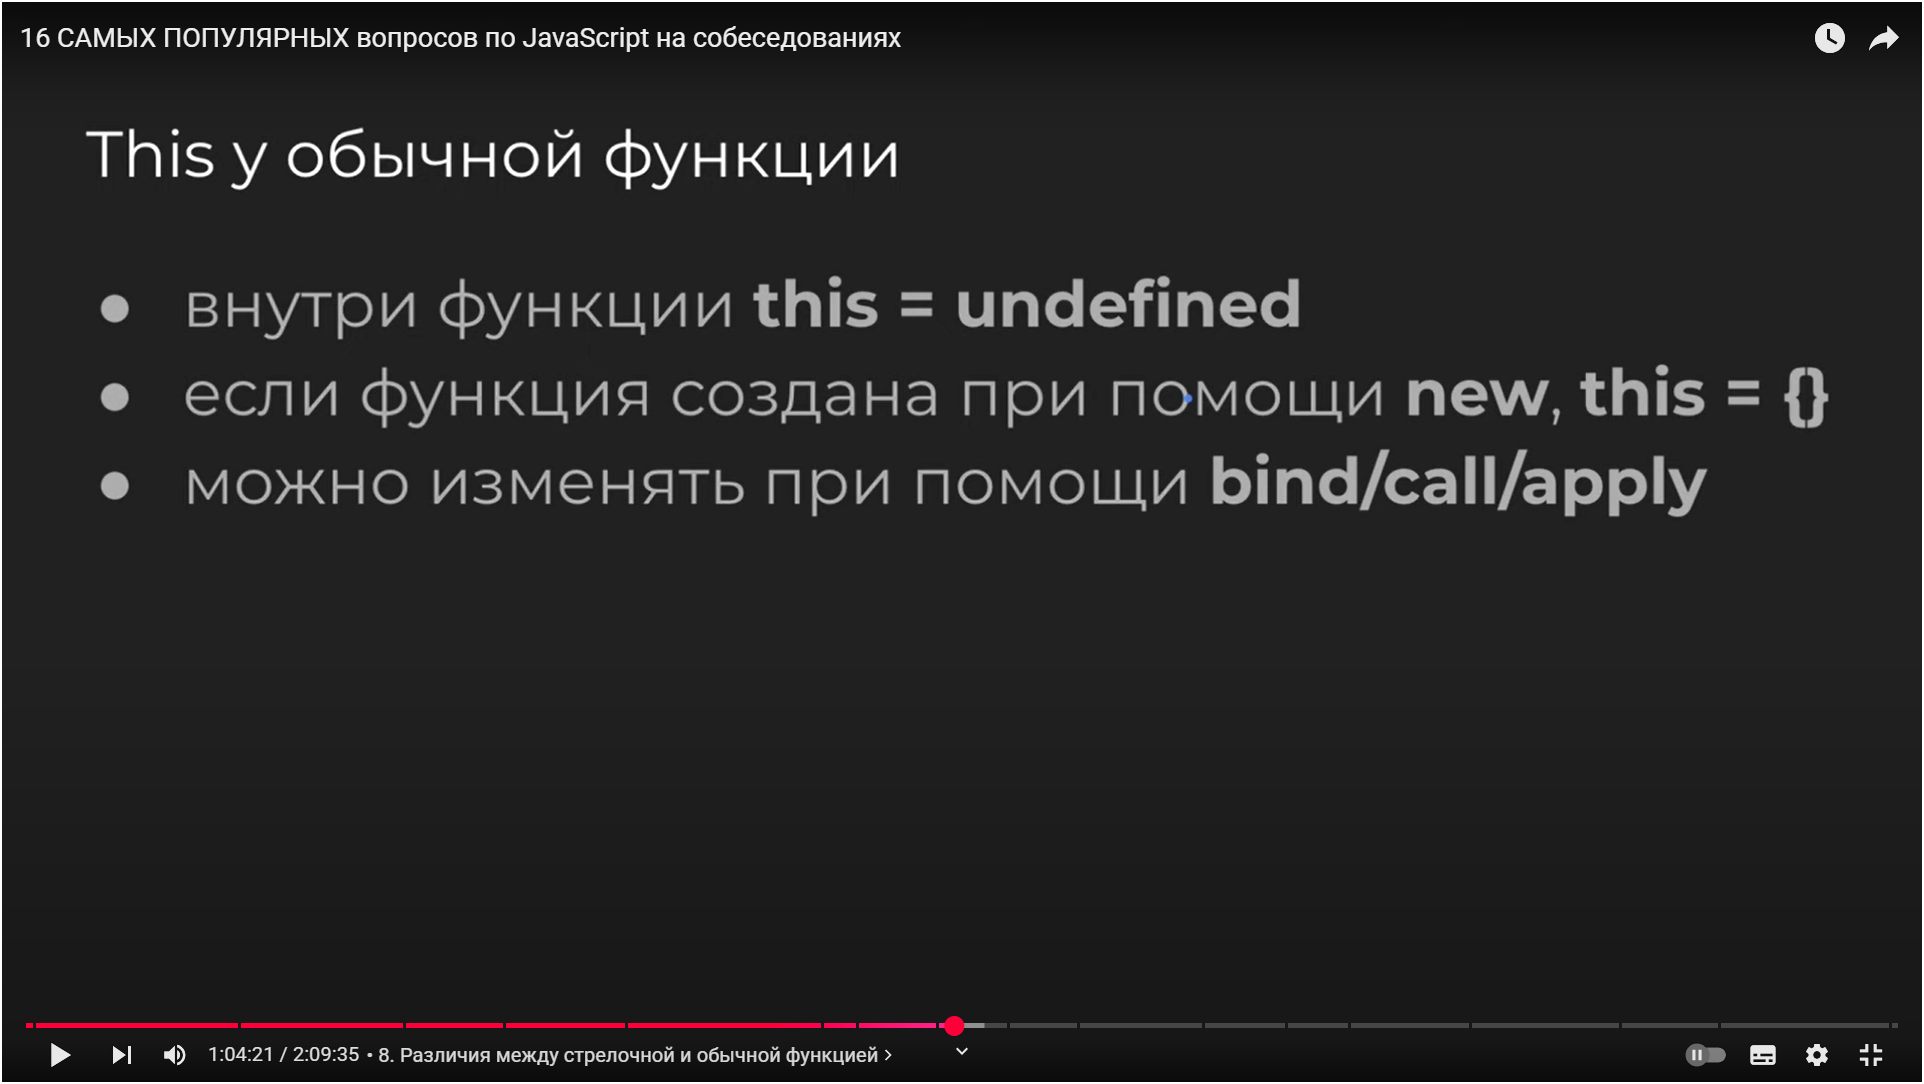 16 САМЫХ ПОПУЛЯРНЫХ вопросов по JavaScript на собеседованиях
This у обычной функции
● внутри функции this = undefined
● если функция создана при помощи new, this = {}
● можно изменять при помощи bind/call/apply
1:04:21 / 2:09:35 • 8. Различия между стрелочной и обычной функцией ›